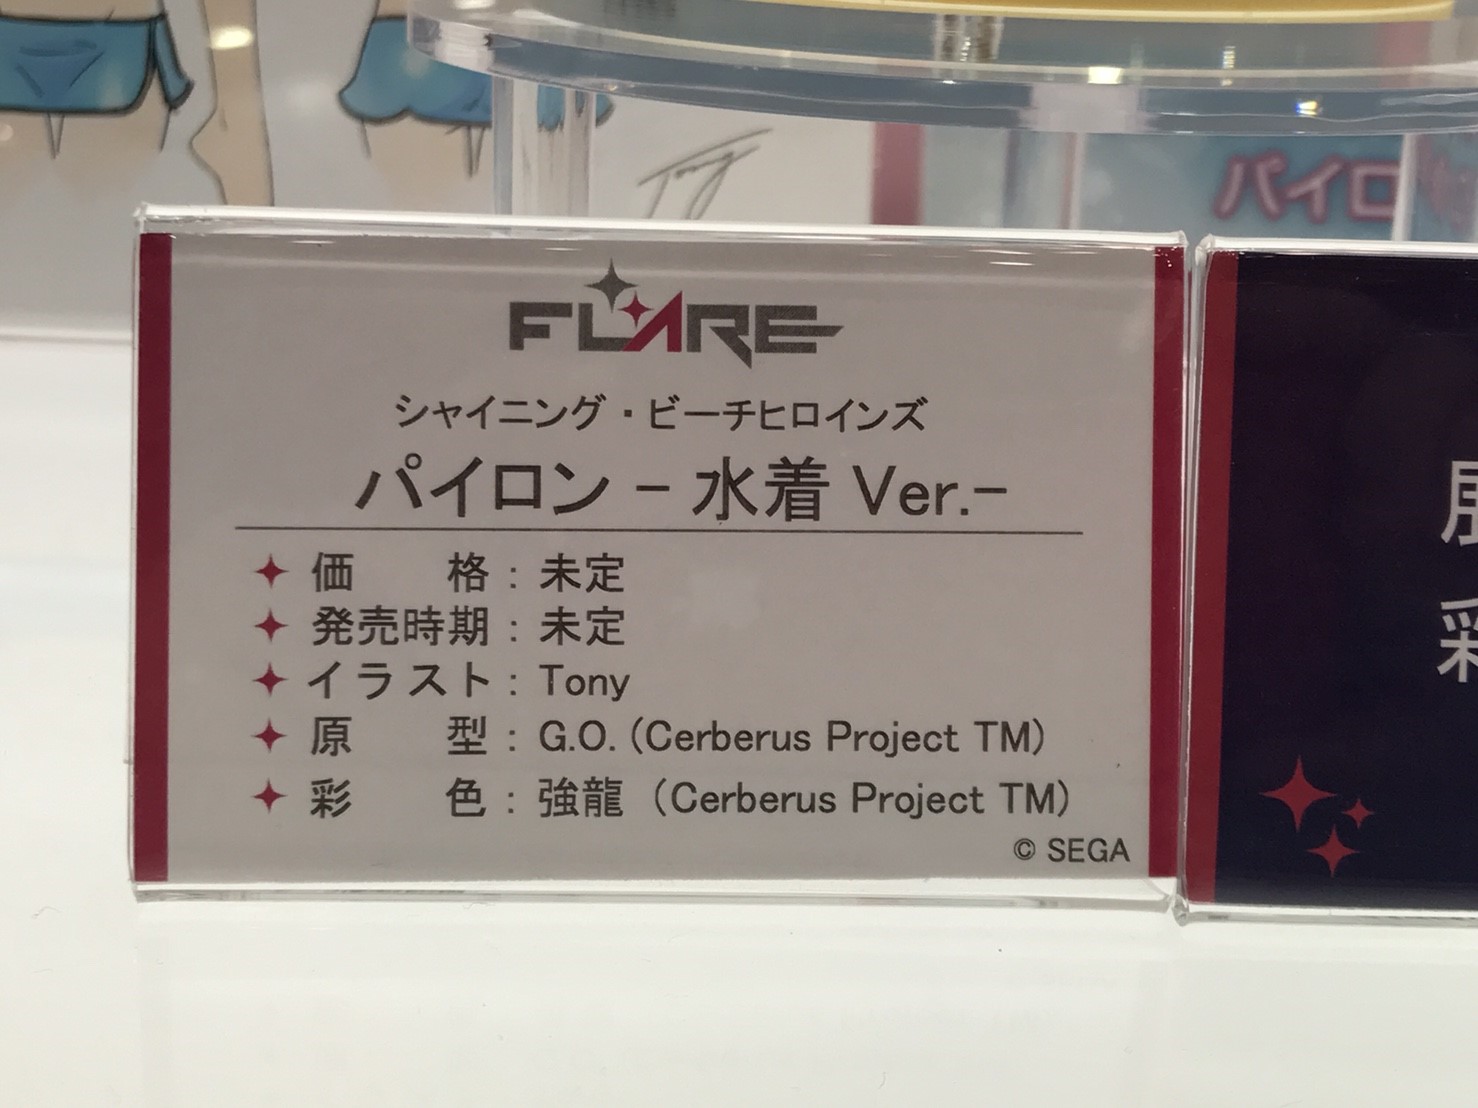 Tony
パイロ
FLARE
シャイニング・ビーチヒロインズ
パイロン－水着 Ver.－
価格：未定
発売時期：未定
イラスト：Tony
原型：G.O.(Cerberus Project TM)
彩色：強龍（Cerberus Project TM)
© SEGA
彩